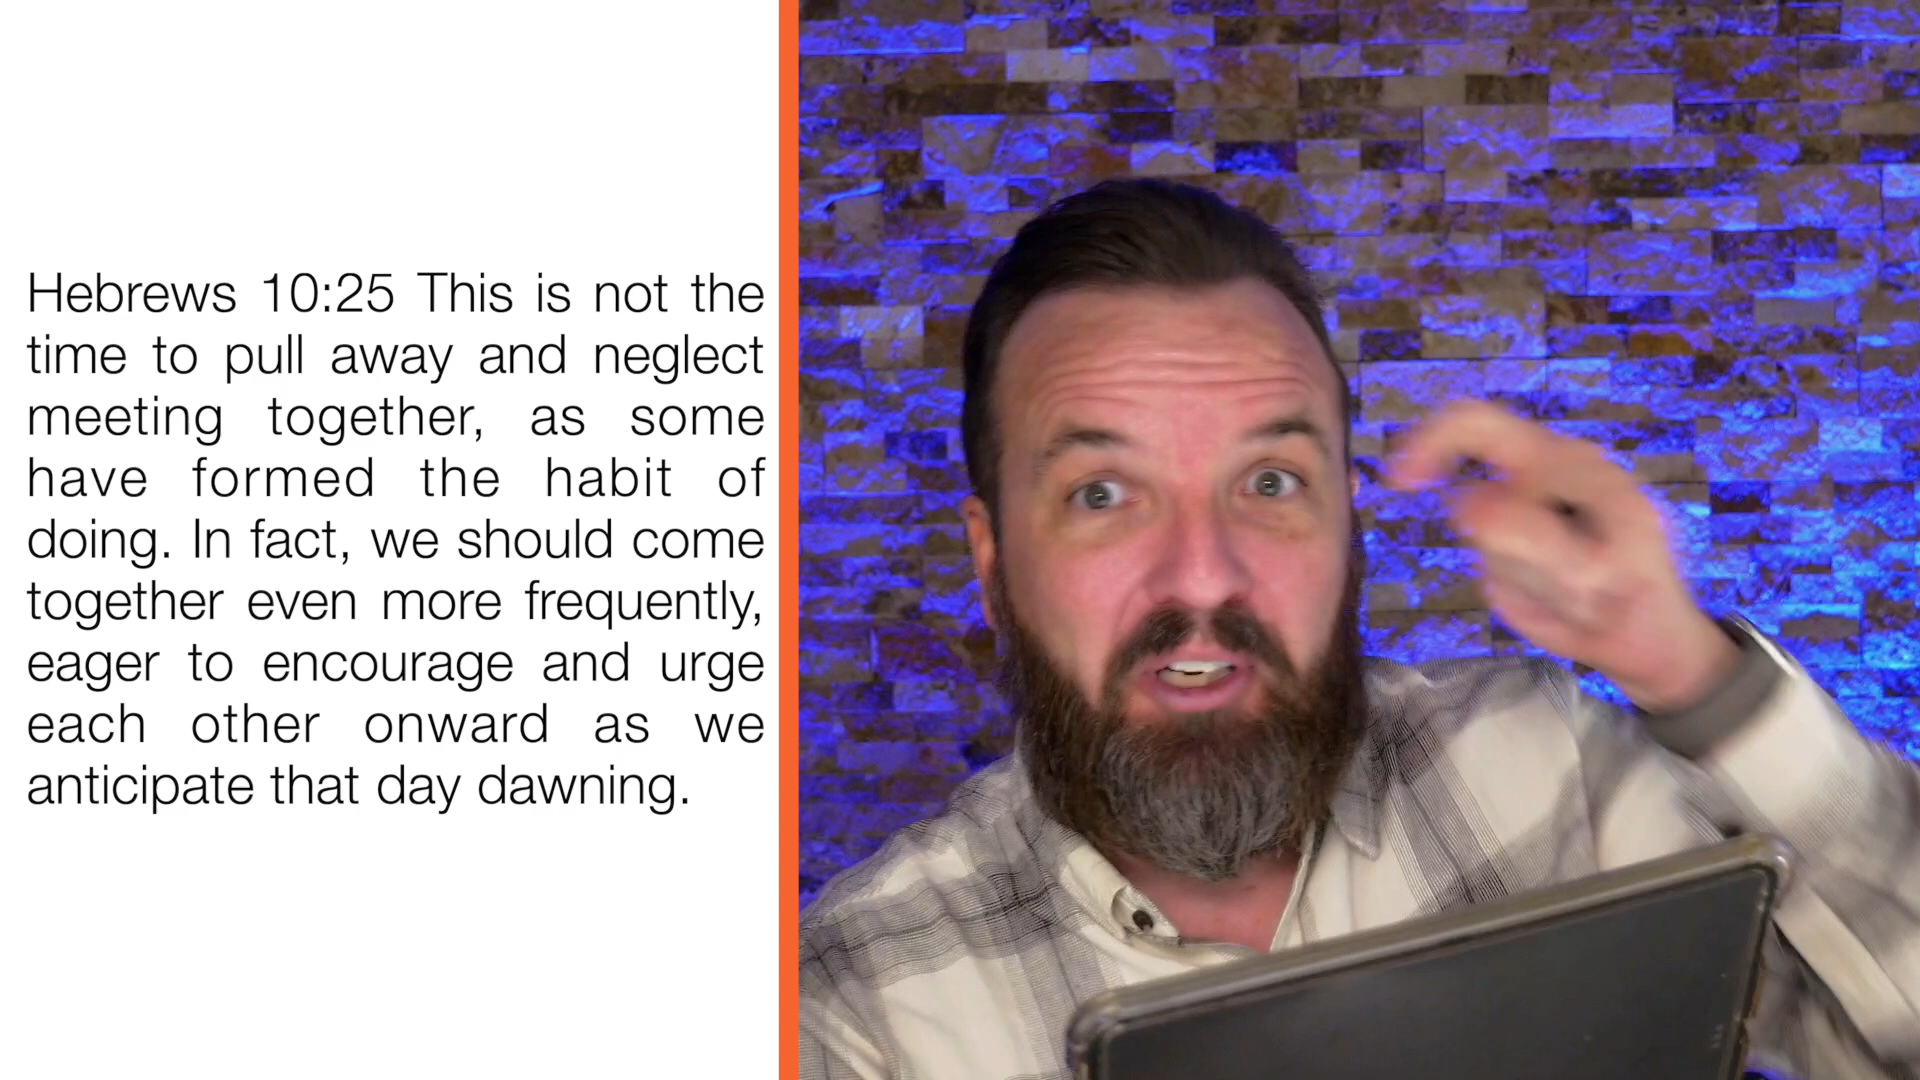 Hebrews 10:25 This is not the
time to pull away and neglect
meeting together, as some
have formed the habit of
doing. In fact, we should come
together even more frequently,
eager to encourage and urge
each other onward as we
anticipate that day dawning.